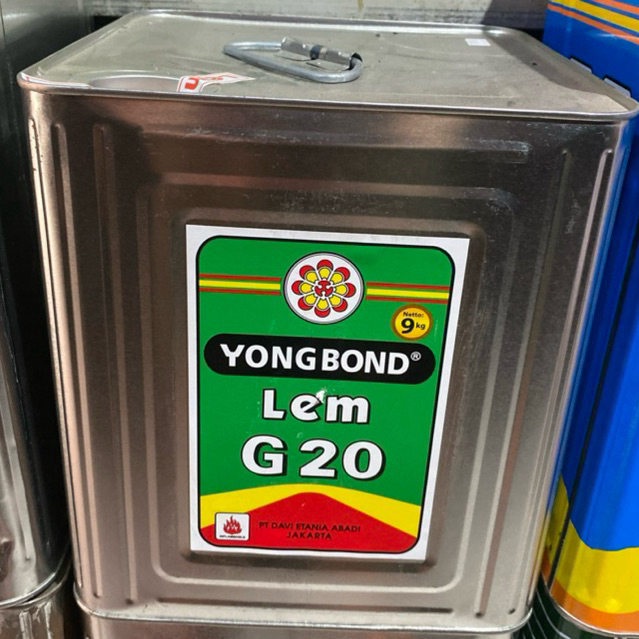 Netto:
9 kg
YONGBOND®
Lem
G 20
PT DAVI ETANIA ABADI
JAKARTA